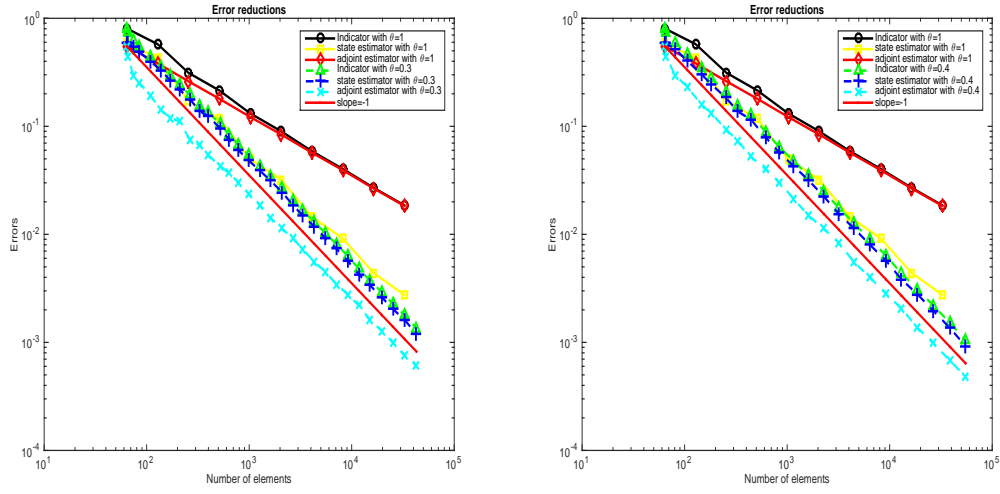 Error reductions
Indicator with θ=1
state estimator with θ=1
adjoint estimator with θ=1
Indicator with θ=0.3
state estimator with θ=0.3
adjoint estimator with θ=0.3
slope=-1
10^0
10^-1
10^-2
10^-3
10^-4
Errors
10^1
10^2
10^3
10^4
10^5
Number of elements
Error reductions
Indicator with θ=1
state estimator with θ=1
adjoint estimator with θ=1
Indicator with θ=0.4
state estimator with θ=0.4
adjoint estimator with θ=0.4
slope=-1
10^0
10^-1
10^-2
10^-3
10^-4
Errors
10^1
10^2
10^3
10^4
10^5
Number of elements